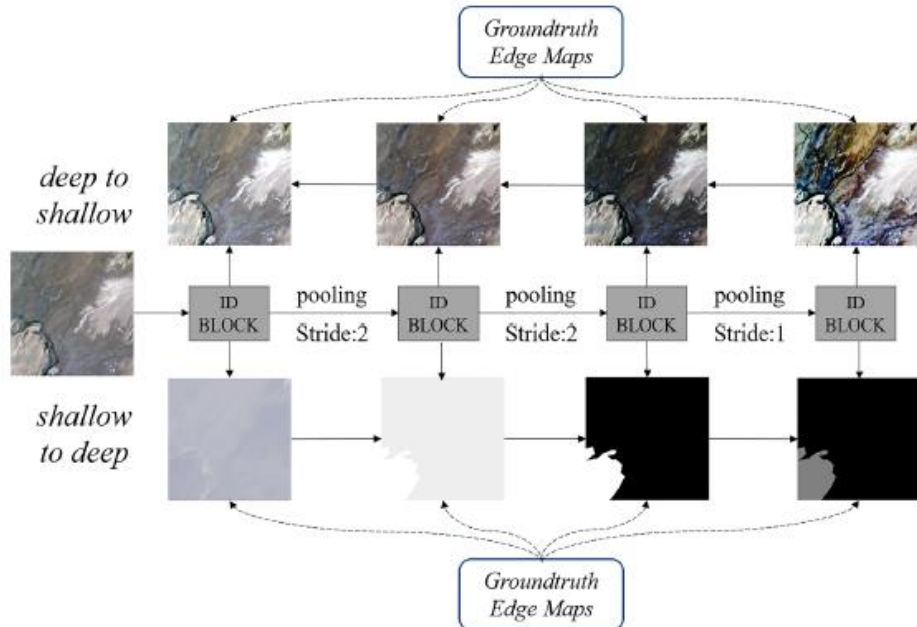 Groundtruth
Edge Maps
deep to
shallow
ID
BLOCK
pooling
Stride:2
ID
BLOCK
pooling
Stride:2
ID
BLOCK
pooling
Stride:1
ID
BLOCK
shallow
to deep
Groundtruth
Edge Maps